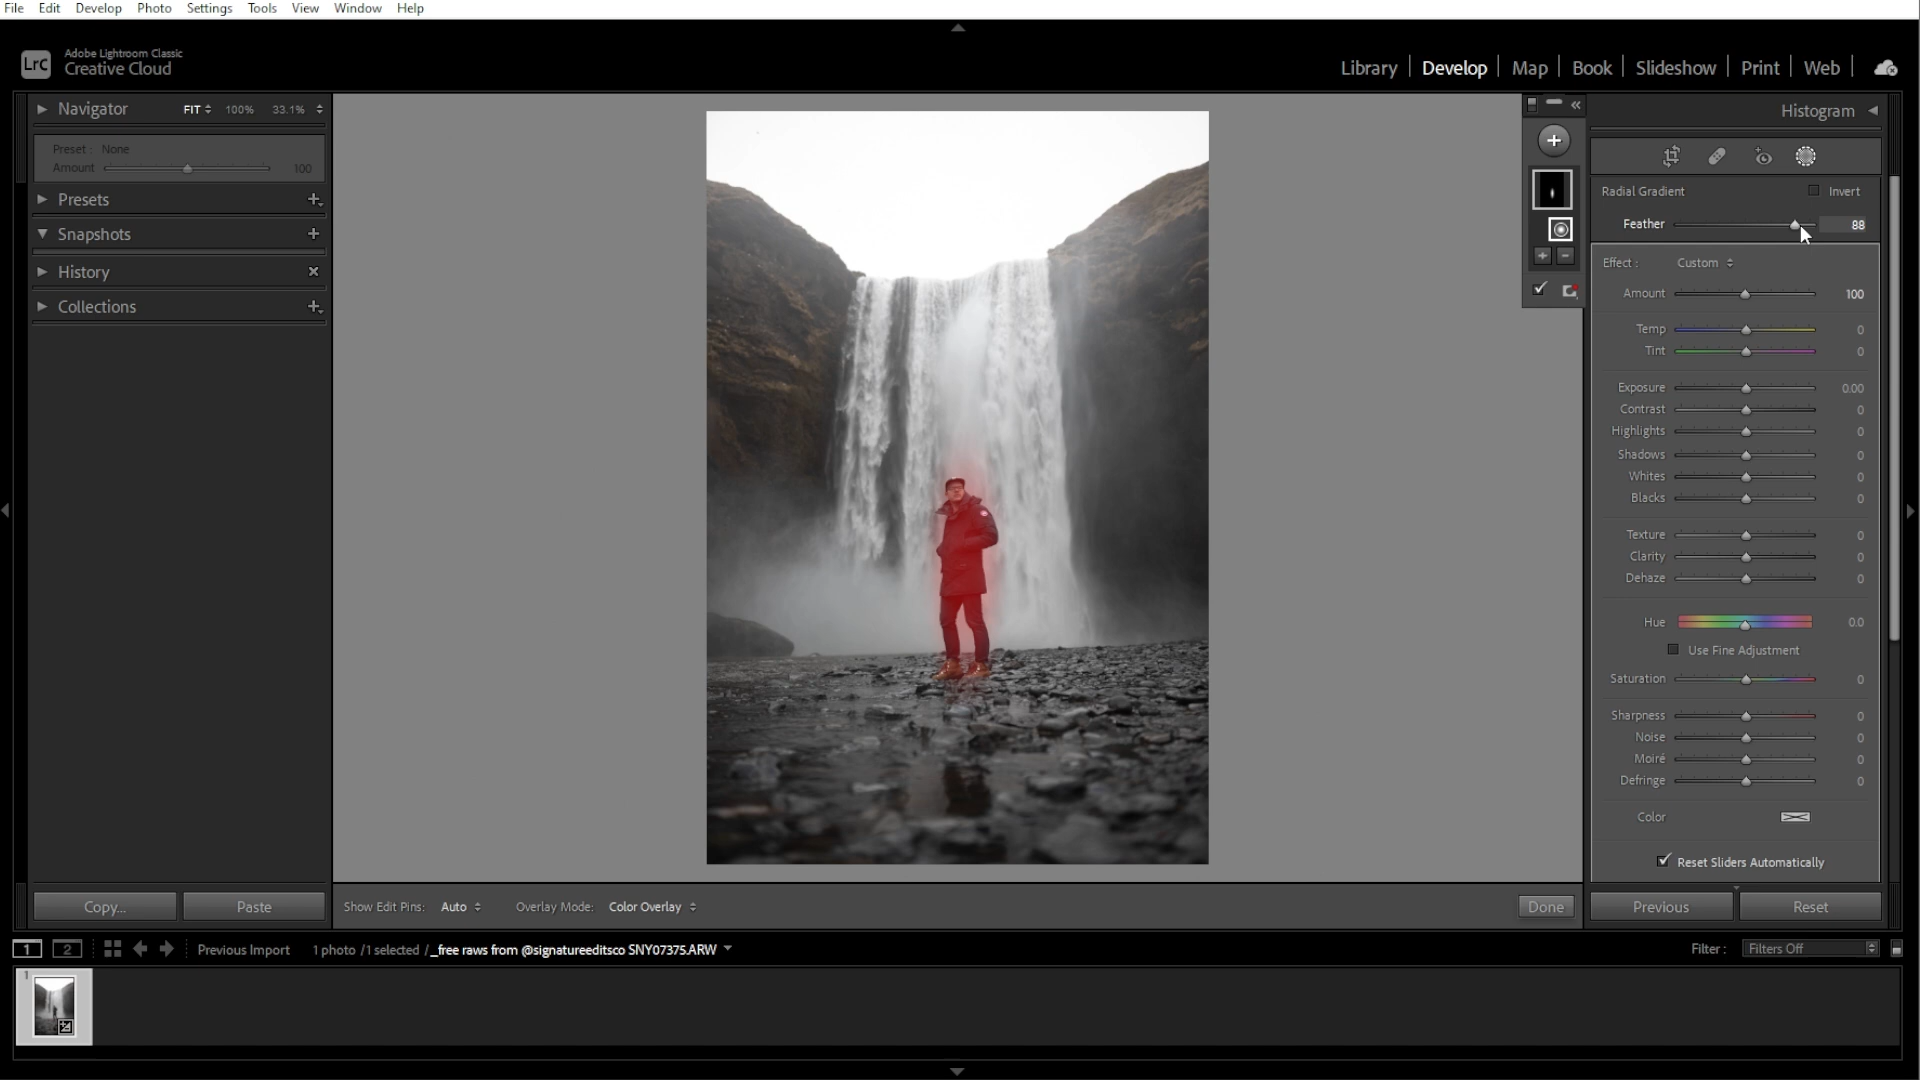 File Edit Develop Photo Settings Tools View Window Help
LrC
Adobe Lightroom Classic
Creative Cloud
Library Develop Map Book Slideshow Print Web
Navigator FIT 100% 33.1%
Preset : None
Amount 100
Presets
Snapshots
History
Collections
Copy... Paste
Show Edit Pins: Auto Overlay Mode: Color Overlay Done
Histogram
Radial Gradient Invert
Feather 88
Effect : Custom
Amount 100
Temp 0
Tint 0
Exposure 0.00
Contrast 0
Highlights 0
Shadows 0
Whites 0
Blacks 0
Texture 0
Clarity 0
Dehaze 0
Hue 0.0
Use Fine Adjustment
Saturation 0
Sharpness 0
Noise 0
Moiré 0
Defringe 0
Color
Reset Sliders Automatically
Previous Reset
1 2 Previous Import 1 photo /1 selected /_free raws from @signatureeditsco SNY07375.ARW Filter : Filters Off
1